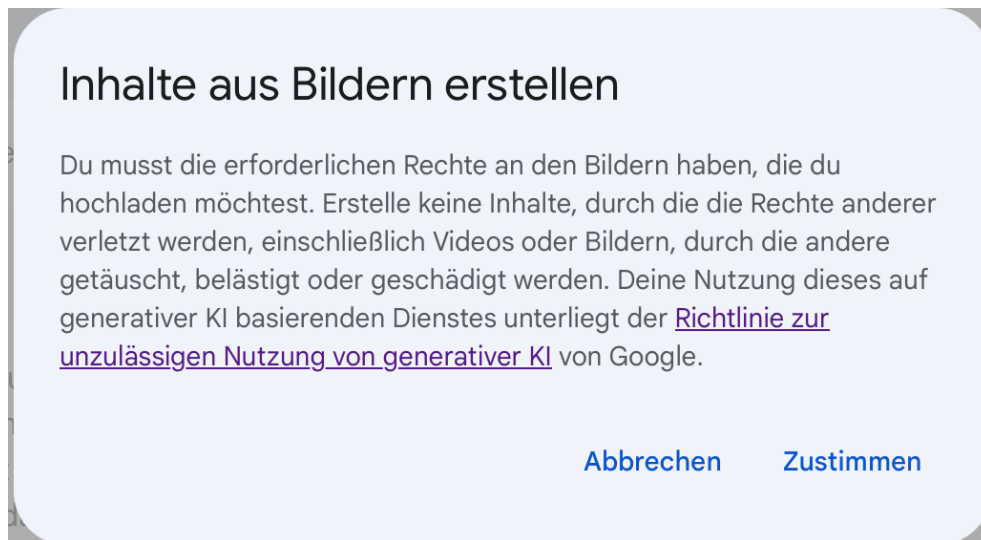 Inhalte aus Bildern erstellen
Du musst die erforderlichen Rechte an den Bildern haben, die du
hochladen möchtest. Erstelle keine Inhalte, durch die die Rechte anderer
verletzt werden, einschließlich Videos oder Bildern, durch die andere
getäuscht, belästigt oder geschädigt werden. Deine Nutzung dieses auf
generativer KI basierenden Dienstes unterliegt der Richtlinie zur
unzulässigen Nutzung von generativer KI von Google.
Abbrechen Zustimmen